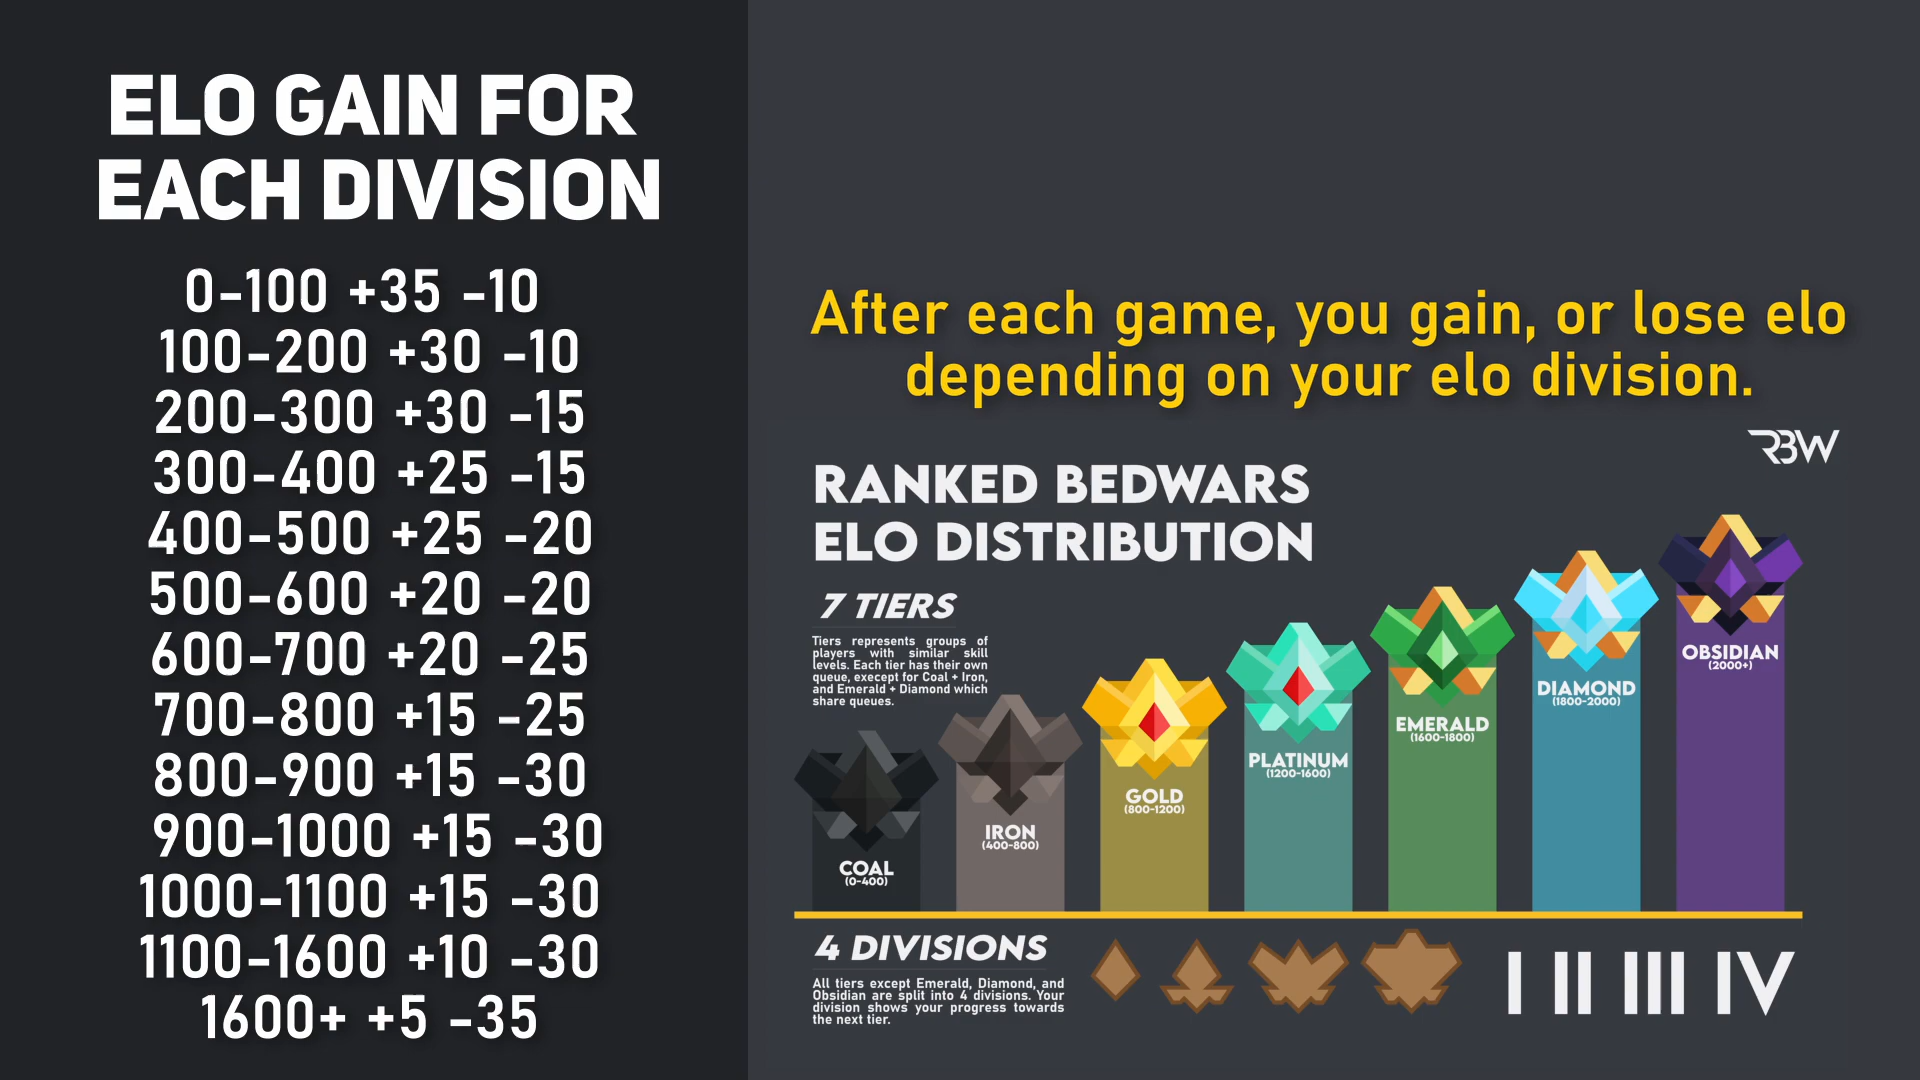 ELO GAIN FOR
EACH DIVISION
0-100 +35 -10
100-200 +30 -10
200-300 +30 -15
300-400 +25 -15
400-500 +25 -20
500-600 +20 -20
600-700 +20 -25
700-800 +15 -25
800-900 +15 -30
900-1000 +15 -30
1000-1100 +15 -30
1100-1600 +10 -30
1600+ +5 -35
After each game, you gain, or lose elo
depending on your elo division.
RBW
RANKED BEDWARS
ELO DISTRIBUTION
7 TIERS
Tiers represents groups of
players with similar skill
levels. Each tier has their own
queue, execept for Coal + Iron,
and Emerald + Diamond which
share queues.
COAL
(0-400)
IRON
(400-800)
GOLD
(800-1200)
PLATINUM
(1200-1600)
EMERALD
(1600-1800)
DIAMOND
(1800-2000)
OBSIDIAN
(2000+)
4 DIVISIONS
All tiers except Emerald, Diamond, and
Obsidian are split into 4 divisions. Your
division shows your progress towards
the next tier.
I II III IV